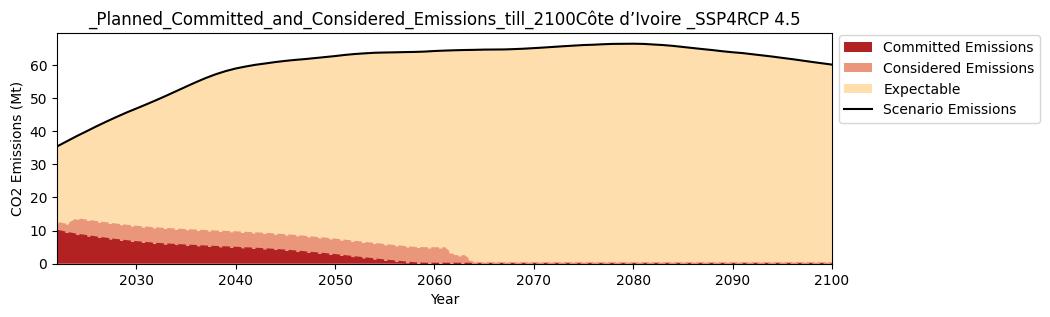 _Planned_Committed_and_Considered_Emissions_till_2100Côte d’Ivoire _SSP4RCP 4.5
Committed Emissions
Considered Emissions
Expectable
Scenario Emissions
CO2 Emissions (Mt)
60
50
40
30
20
10
0
2030 2040 2050 2060 2070 2080 2090 2100
Year